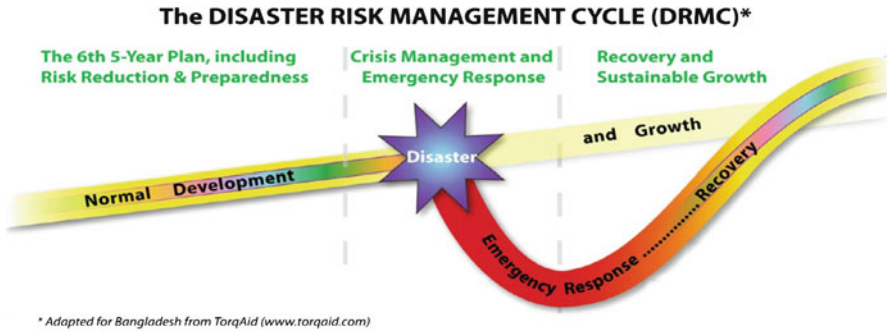 The DISASTER RISK MANAGEMENT CYCLE (DRMC)*
The 6th 5-Year Plan, including
Risk Reduction & Preparedness
Crisis Management and
Emergency Response
Recovery and
Sustainable Growth
Normal Development
Disaster
and Growth
Emergency Response .............. Recovery
* Adapted for Bangladesh from TorqAid (www.torqaid.com)